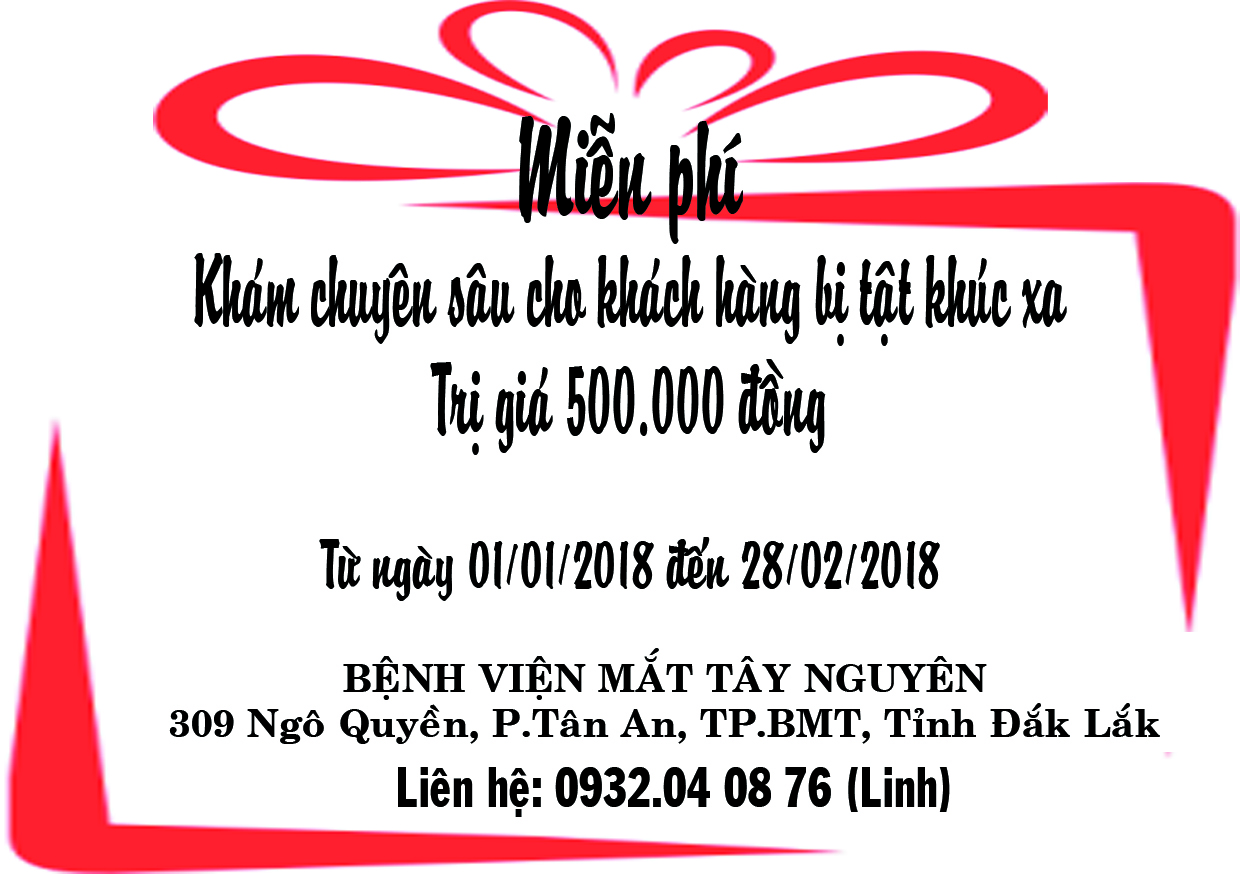 Miễn phí
Khám chuyên sâu cho khách hàng bị tật khúc xa
Trị giá 500.000 đồng
Từ ngày 01/01/2018 đến 28/02/2018
BỆNH VIỆN MẮT TÂY NGUYÊN
309 Ngô Quyền, P.Tân An, TP.BMT, Tỉnh Đắk Lắk
Liên hệ: 0932.04 08 76 (Linh)